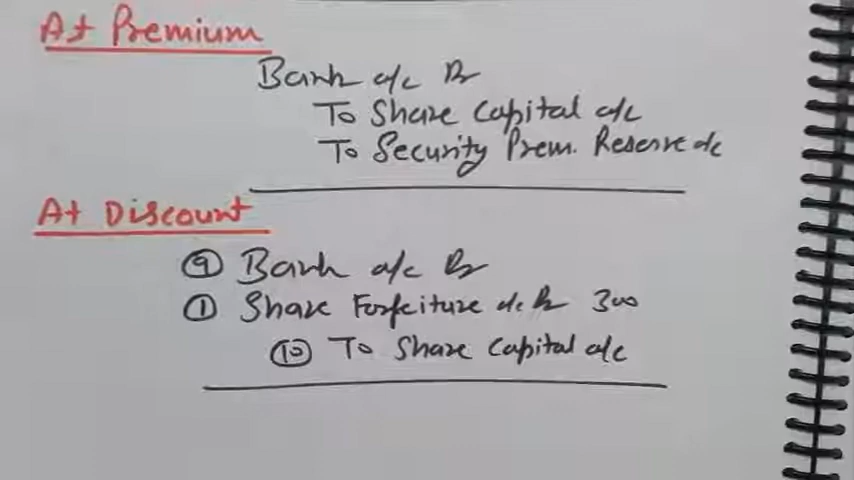 At Premium
Bank a/c Dr
To Share Capital a/c
To Security Prem. Reserve a/c
At Discount
⑨ Bank a/c Dr
① Share Forfeiture a/c Dr 300
⑩ To Share Capital a/c